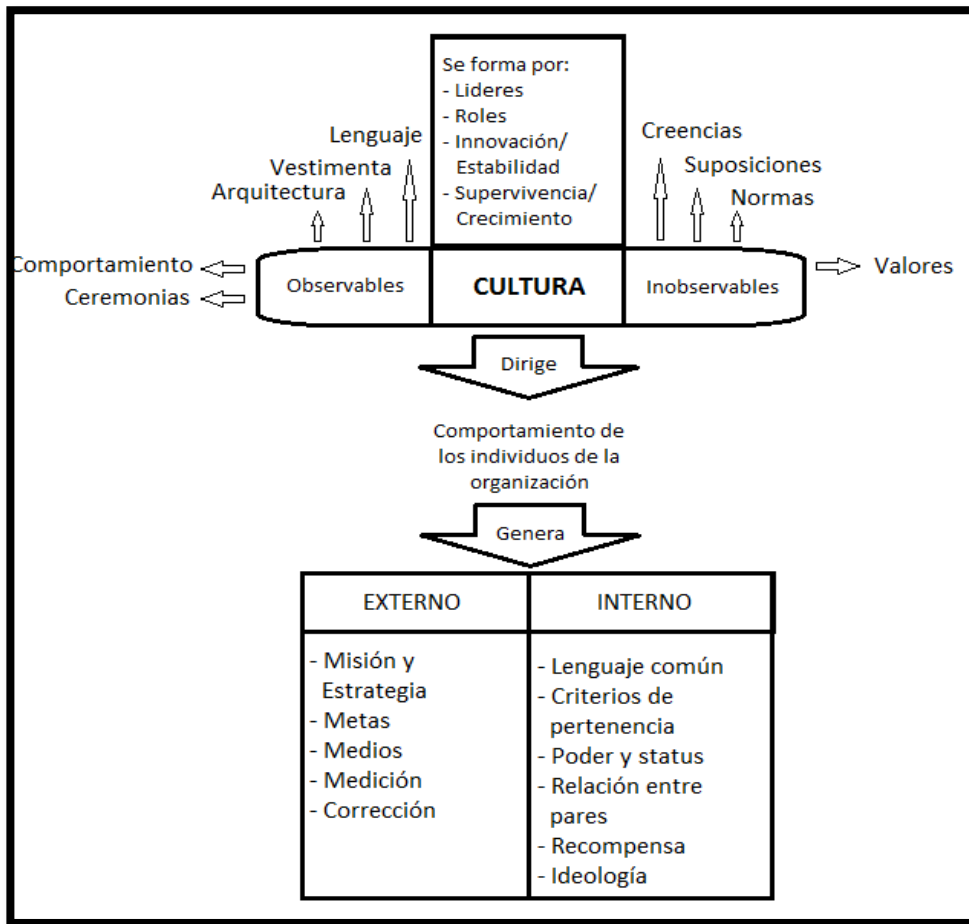 Se forma por:
- Lideres
- Roles
- Innovación/
Estabilidad
- Supervivencia/
Crecimiento
Lenguaje
Vestimenta
Arquitectura
Comportamiento
Ceremonias
Creencias
Suposiciones
Normas
Valores
Observables
CULTURA
Inobservables
Dirige
Comportamiento de
los individuos de la
organización
Genera
EXTERNO
- Misión y
Estrategia
- Metas
- Medios
- Medición
- Corrección
INTERNO
- Lenguaje común
- Criterios de
pertenencia
- Poder y status
- Relación entre
pares
- Recompensa
- Ideología